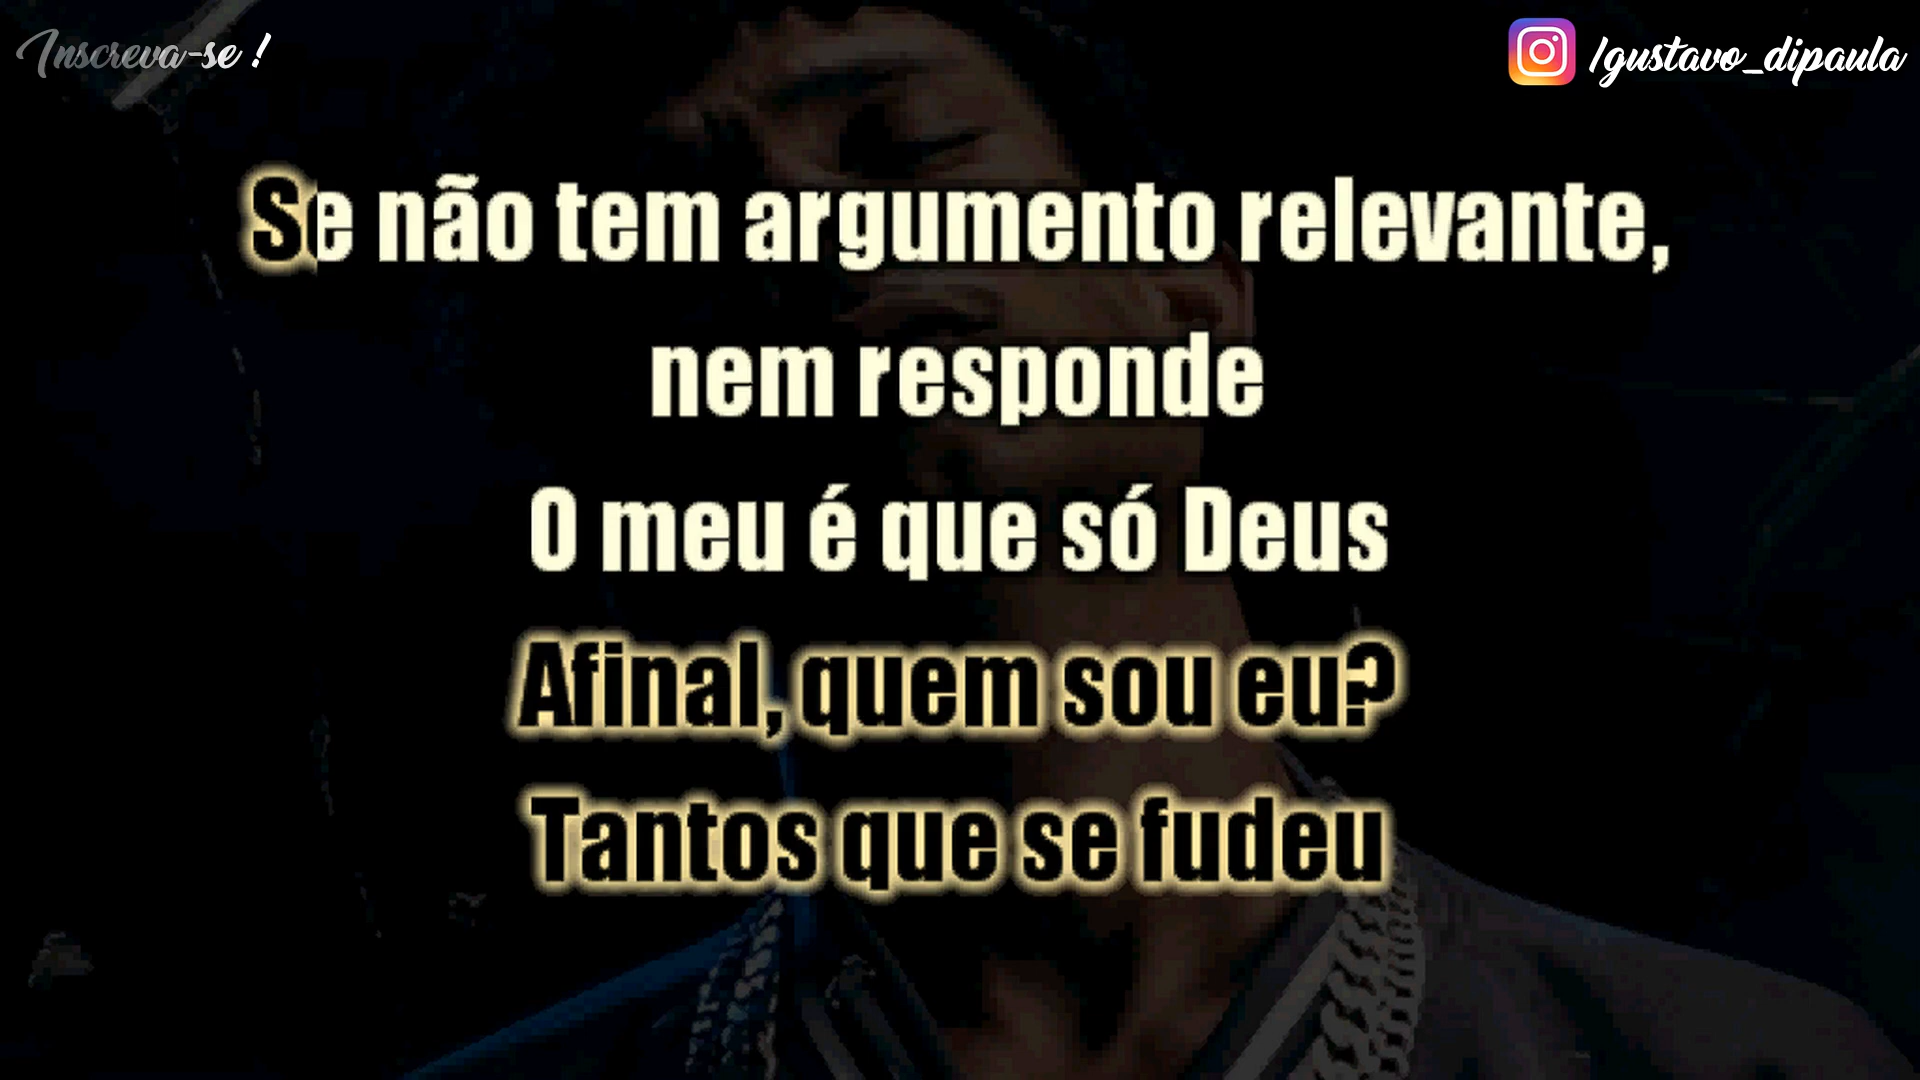 Inscreva-se !
/gustavo_dipaula
Se não tem argumento relevante,
nem responde
O meu é que só Deus
Afinal, quem sou eu?
Tantos que se fudeu